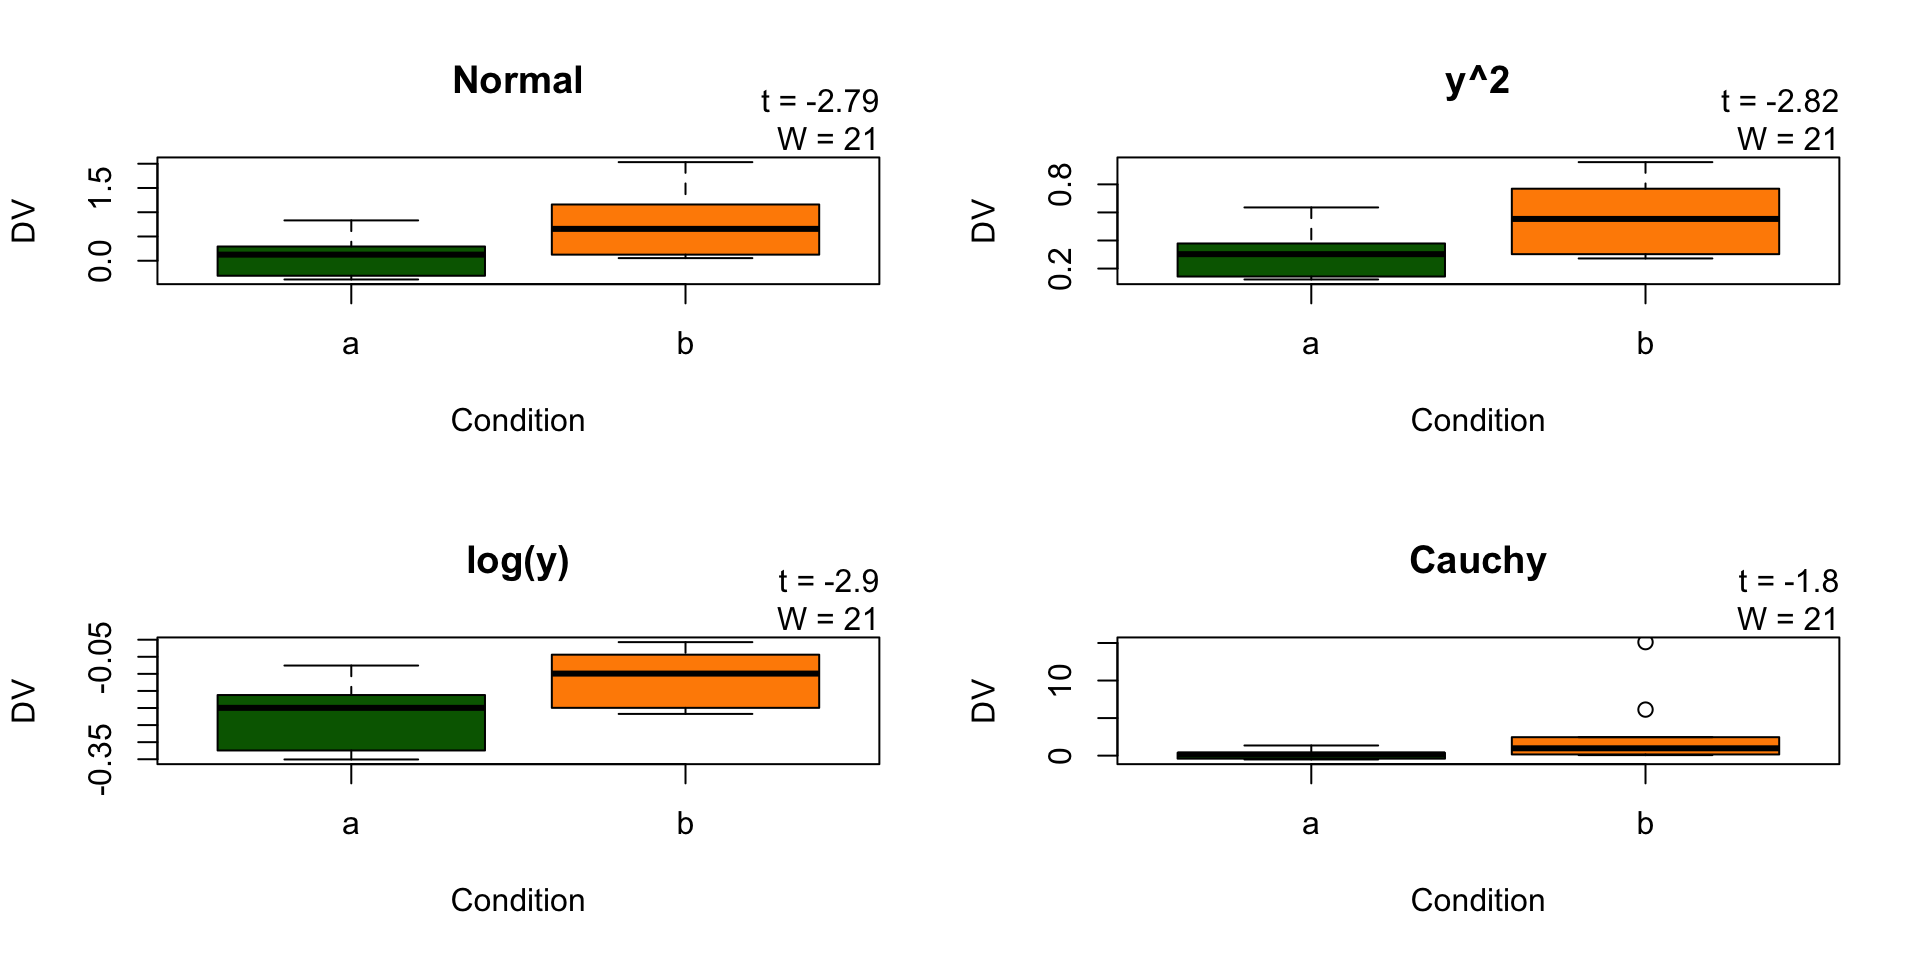 Normal
t = -2.79
W = 21
DV
1.5
0.0
a
b
Condition
y^2
t = -2.82
W = 21
DV
0.8
0.2
a
b
Condition
log(y)
t = -2.9
W = 21
DV
-0.05
-0.35
a
b
Condition
Cauchy
t = -1.8
W = 21
DV
10
0
a
b
Condition